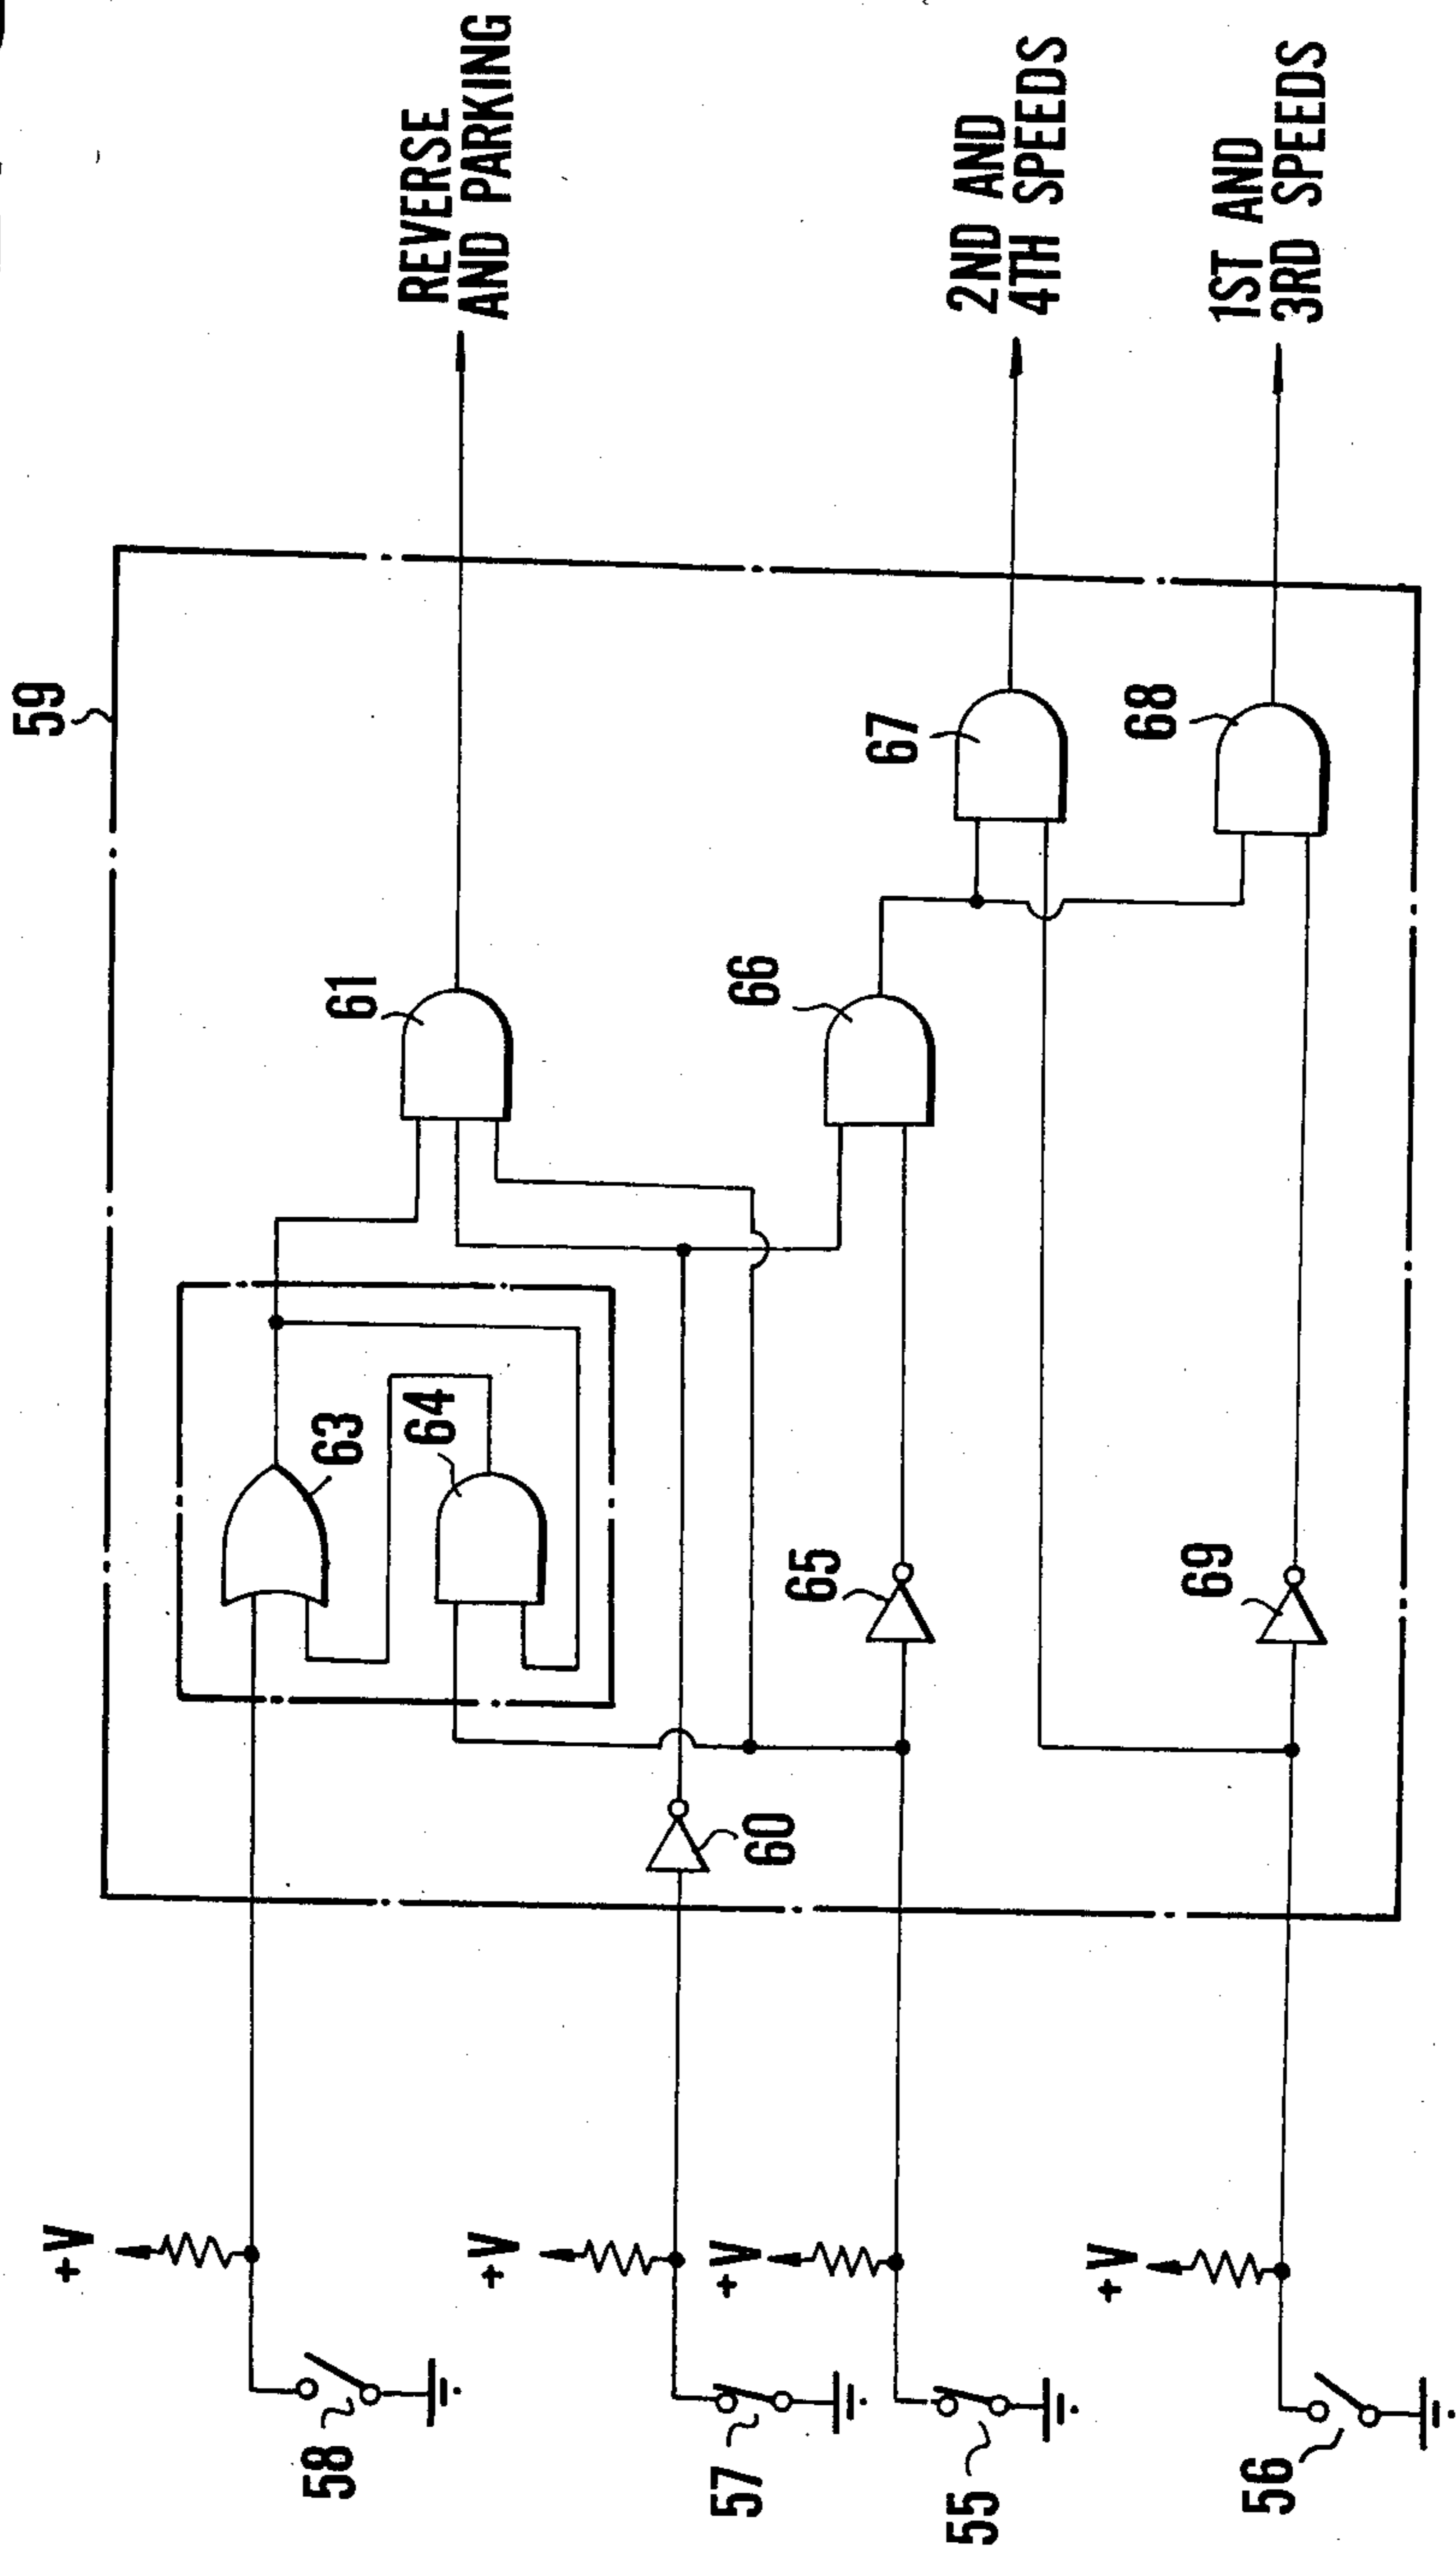 59
REVERSE
AND PARKING
61
63
64
+V
58
60
+V
57
66
67
2ND AND
4TH SPEEDS
65
+V
55
68
1ST AND
3RD SPEEDS
69
+V
56